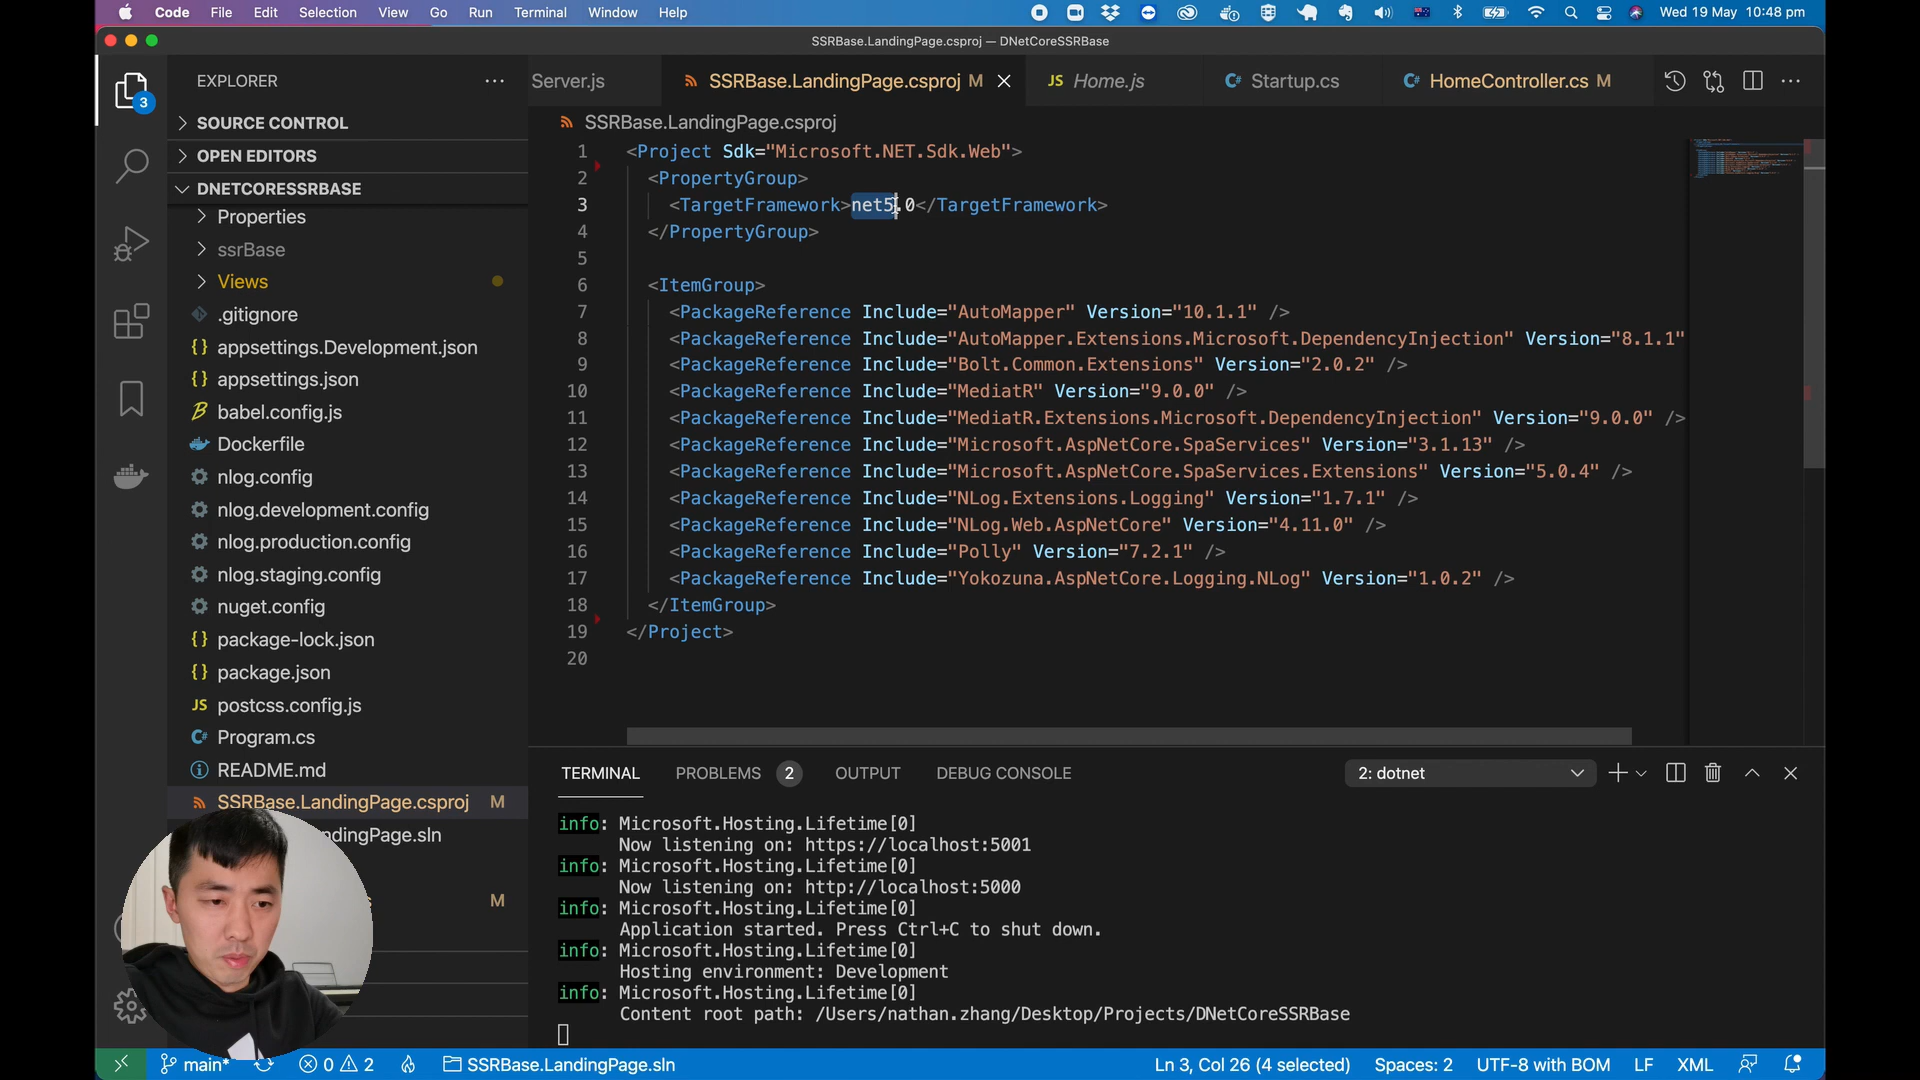 Code File Edit Selection View Go Run Terminal Window Help
Wed 19 May 10:48 pm
SSRBase.LandingPage.csproj — DNetCoreSSRBase
EXPLORER
Server.js
SSRBase.LandingPage.csproj M
JS Home.js
C# Startup.cs
C# HomeController.cs M
3
SOURCE CONTROL
OPEN EDITORS
DNETCORESSRBASE
Properties
ssrBase
Views
.gitignore
{} appsettings.Development.json
{} appsettings.json
babel.config.js
Dockerfile
nlog.config
nlog.development.config
nlog.production.config
nlog.staging.config
nuget.config
{} package-lock.json
{} package.json
JS postcss.config.js
C# Program.cs
README.md
SSRBase.LandingPage.csproj M
ndingPage.sln
M
SSRBase.LandingPage.csproj
1 <Project Sdk="Microsoft.NET.Sdk.Web">
2 <PropertyGroup>
3 <TargetFramework>net5.0</TargetFramework>
4 </PropertyGroup>
5
6 <ItemGroup>
7 <PackageReference Include="AutoMapper" Version="10.1.1" />
8 <PackageReference Include="AutoMapper.Extensions.Microsoft.DependencyInjection" Version="8.1.1"
9 <PackageReference Include="Bolt.Common.Extensions" Version="2.0.2" />
10 <PackageReference Include="MediatR" Version="9.0.0" />
11 <PackageReference Include="MediatR.Extensions.Microsoft.DependencyInjection" Version="9.0.0" />
12 <PackageReference Include="Microsoft.AspNetCore.SpaServices" Version="3.1.13" />
13 <PackageReference Include="Microsoft.AspNetCore.SpaServices.Extensions" Version="5.0.4" />
14 <PackageReference Include="NLog.Extensions.Logging" Version="1.7.1" />
15 <PackageReference Include="NLog.Web.AspNetCore" Version="4.11.0" />
16 <PackageReference Include="Polly" Version="7.2.1" />
17 <PackageReference Include="Yokozuna.AspNetCore.Logging.NLog" Version="1.0.2" />
18 </ItemGroup>
19 </Project>
20
TERMINAL PROBLEMS 2 OUTPUT DEBUG CONSOLE
2: dotnet
info: Microsoft.Hosting.Lifetime[0]
Now listening on: https://localhost:5001
info: Microsoft.Hosting.Lifetime[0]
Now listening on: http://localhost:5000
info: Microsoft.Hosting.Lifetime[0]
Application started. Press Ctrl+C to shut down.
info: Microsoft.Hosting.Lifetime[0]
Hosting environment: Development
info: Microsoft.Hosting.Lifetime[0]
Content root path: /Users/nathan.zhang/Desktop/Projects/DNetCoreSSRBase
main* 0 2 SSRBase.LandingPage.sln
Ln 3, Col 26 (4 selected) Spaces: 2 UTF-8 with BOM LF XML